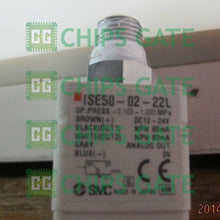 CHIPS GATE
ISE50-02-22L
OP.PRESS.-0.100~1.000 MPa
BROWN(+) DC12~24V
BLACK(OUT1) NPN 80mA
WHITE(OUT2) NPN 80mA
GRAY ANALOG OUT
BLUE(-) 0V
SMC MADE IN JAPAN
2014